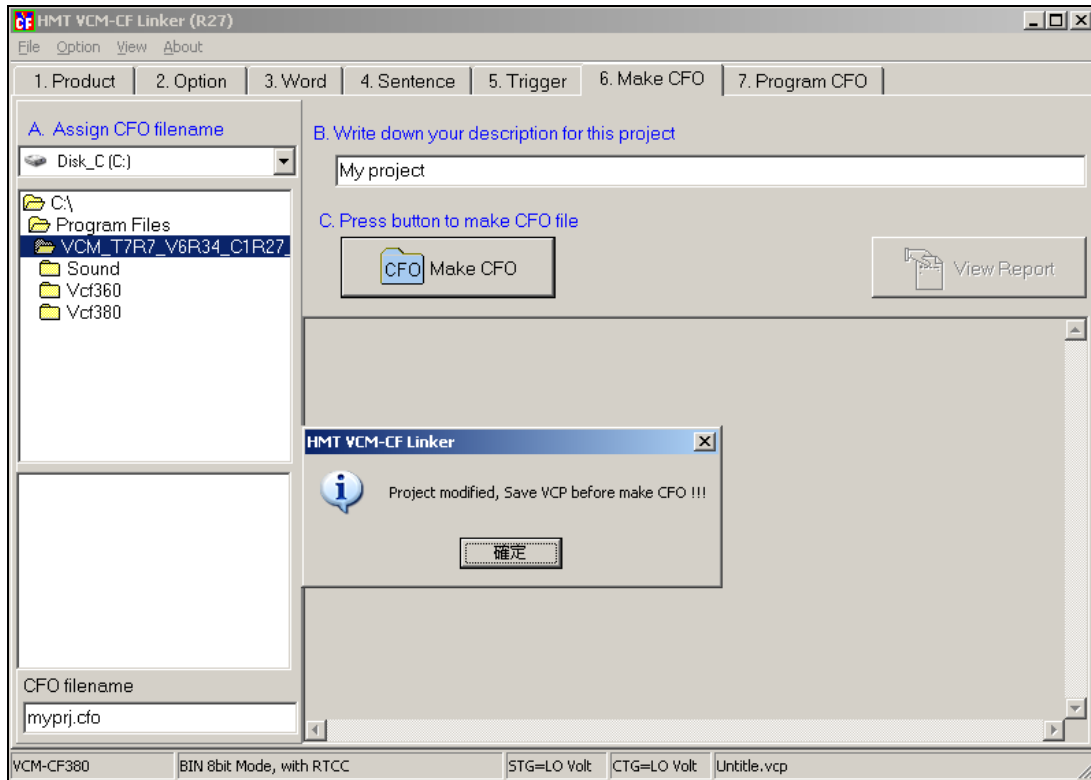 HMT VCM-CF Linker (R27)
File Option View About
1. Product 2. Option 3. Word 4. Sentence 5. Trigger 6. Make CFO 7. Program CFO
A. Assign CFO filename
Disk_C (C:)
C:\
Program Files
VCM_T7R7_V6R34_C1R27_
Sound
Vcf360
Vcf380
CFO filename
myprj.cfo
B. Write down your description for this project
My project
C. Press button to make CFO file
CFO Make CFO
View Report
HMT VCM-CF Linker
Project modified, Save VCP before make CFO !!!
確定
VCM-CF380 BIN 8bit Mode, with RTCC STG=LO Volt CTG=LO Volt Untitle.vcp